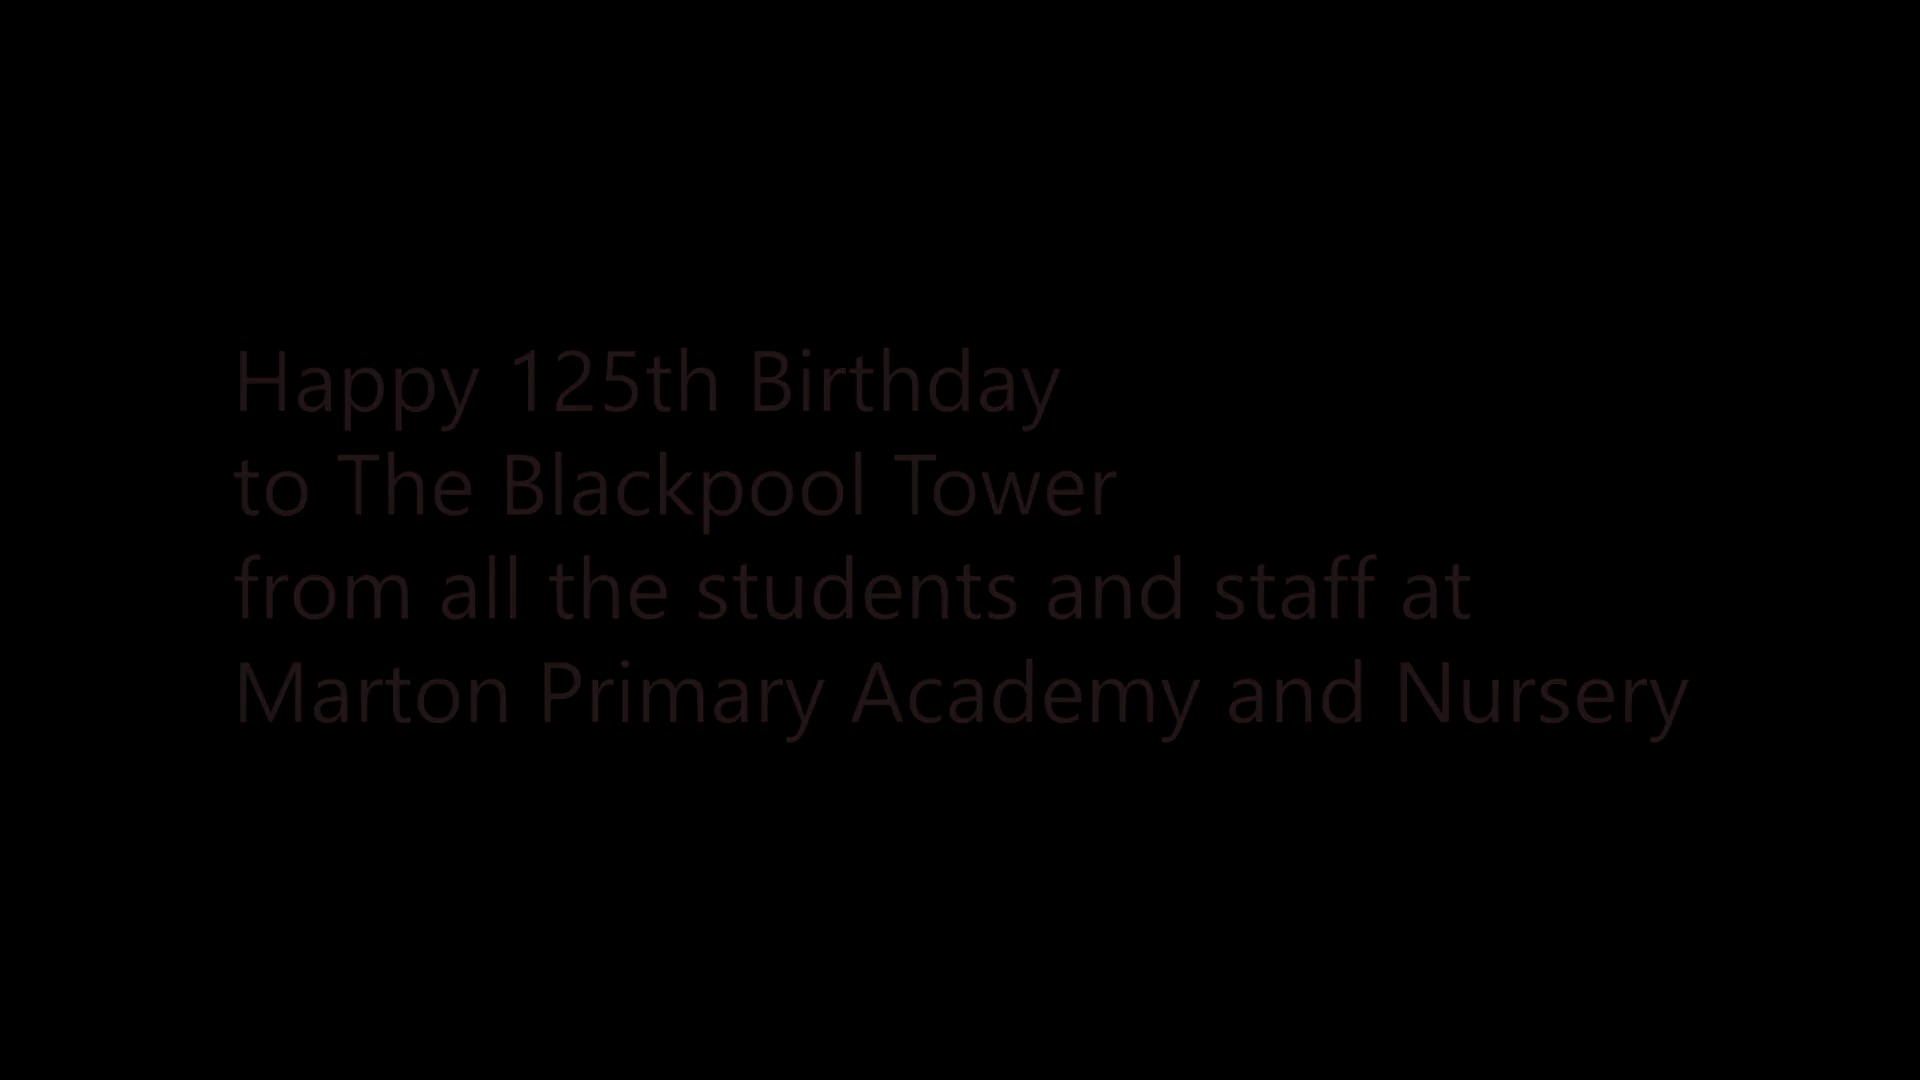 Happy 125th Birthday
to The Blackpool Tower
from all the students and staff at
Marton Primary Academy and Nursery